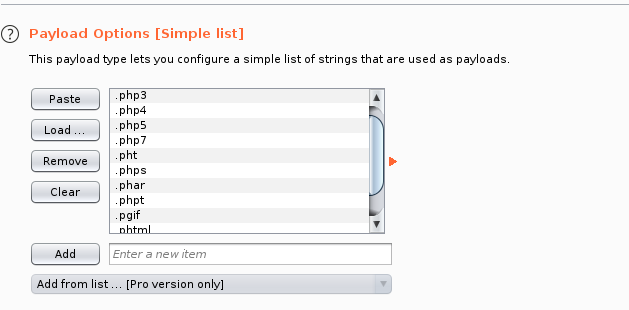 Payload Options [Simple list]
This payload type lets you configure a simple list of strings that are used as payloads.
Paste
Load ...
Remove
Clear
.php3
.php4
.php5
.php7
.pht
.phps
.phar
.phpt
.pgif
.phtml
Add
Enter a new item
Add from list ... [Pro version only]